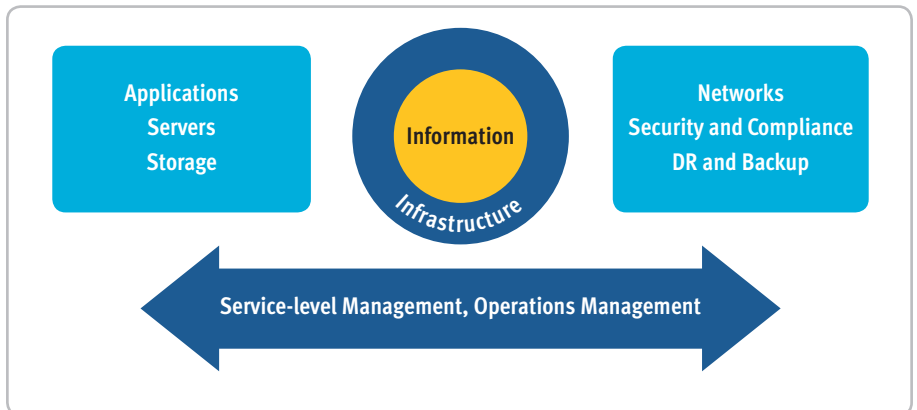 Applications
Servers
Storage
Information
Infrastructure
Networks
Security and Compliance
DR and Backup
Service-level Management, Operations Management